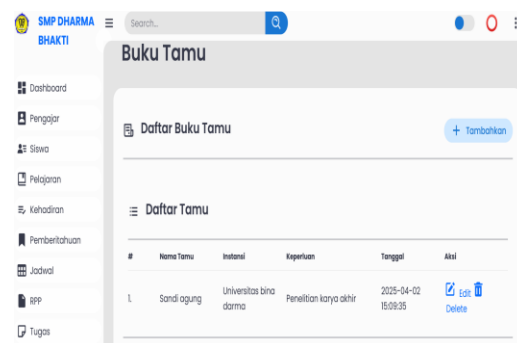 SMP DHARMA
BHAKTI
Search...
Buku Tamu
Dashboard
Pengajar
Siswa
Pelajaran
Kehadiran
Pemberitahuan
Jadwal
RPP
Tugas
Daftar Buku Tamu
+ Tambahkan
Daftar Tamu
# Nama Tamu Instansi Keperluan Tanggal Aksi
1. Sandi agung Universitas bina darma Penelitian karya akhir 2025-04-02 15:09:35 Edit Delete